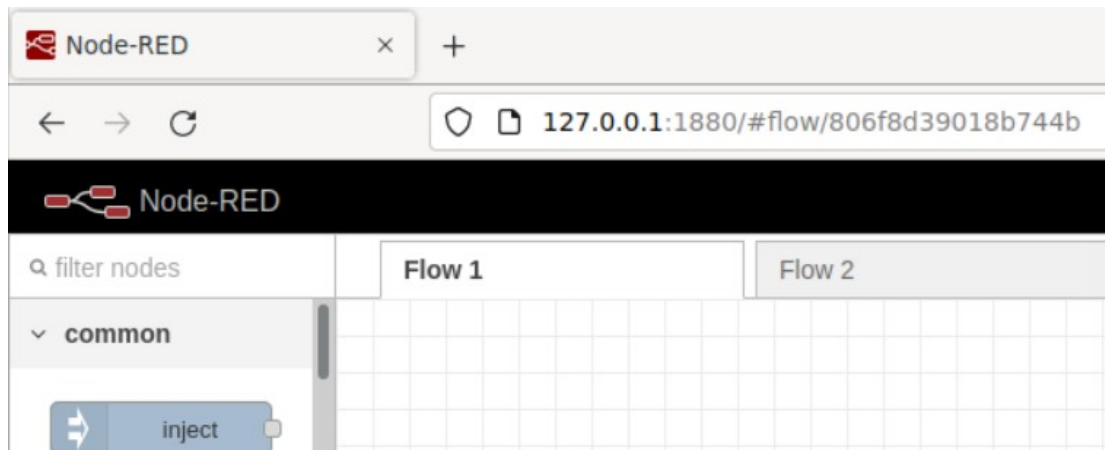 Node-RED
127.0.0.1:1880/#flow/806f8d39018b744b
Node-RED
filter nodes
Flow 1
Flow 2
common
inject